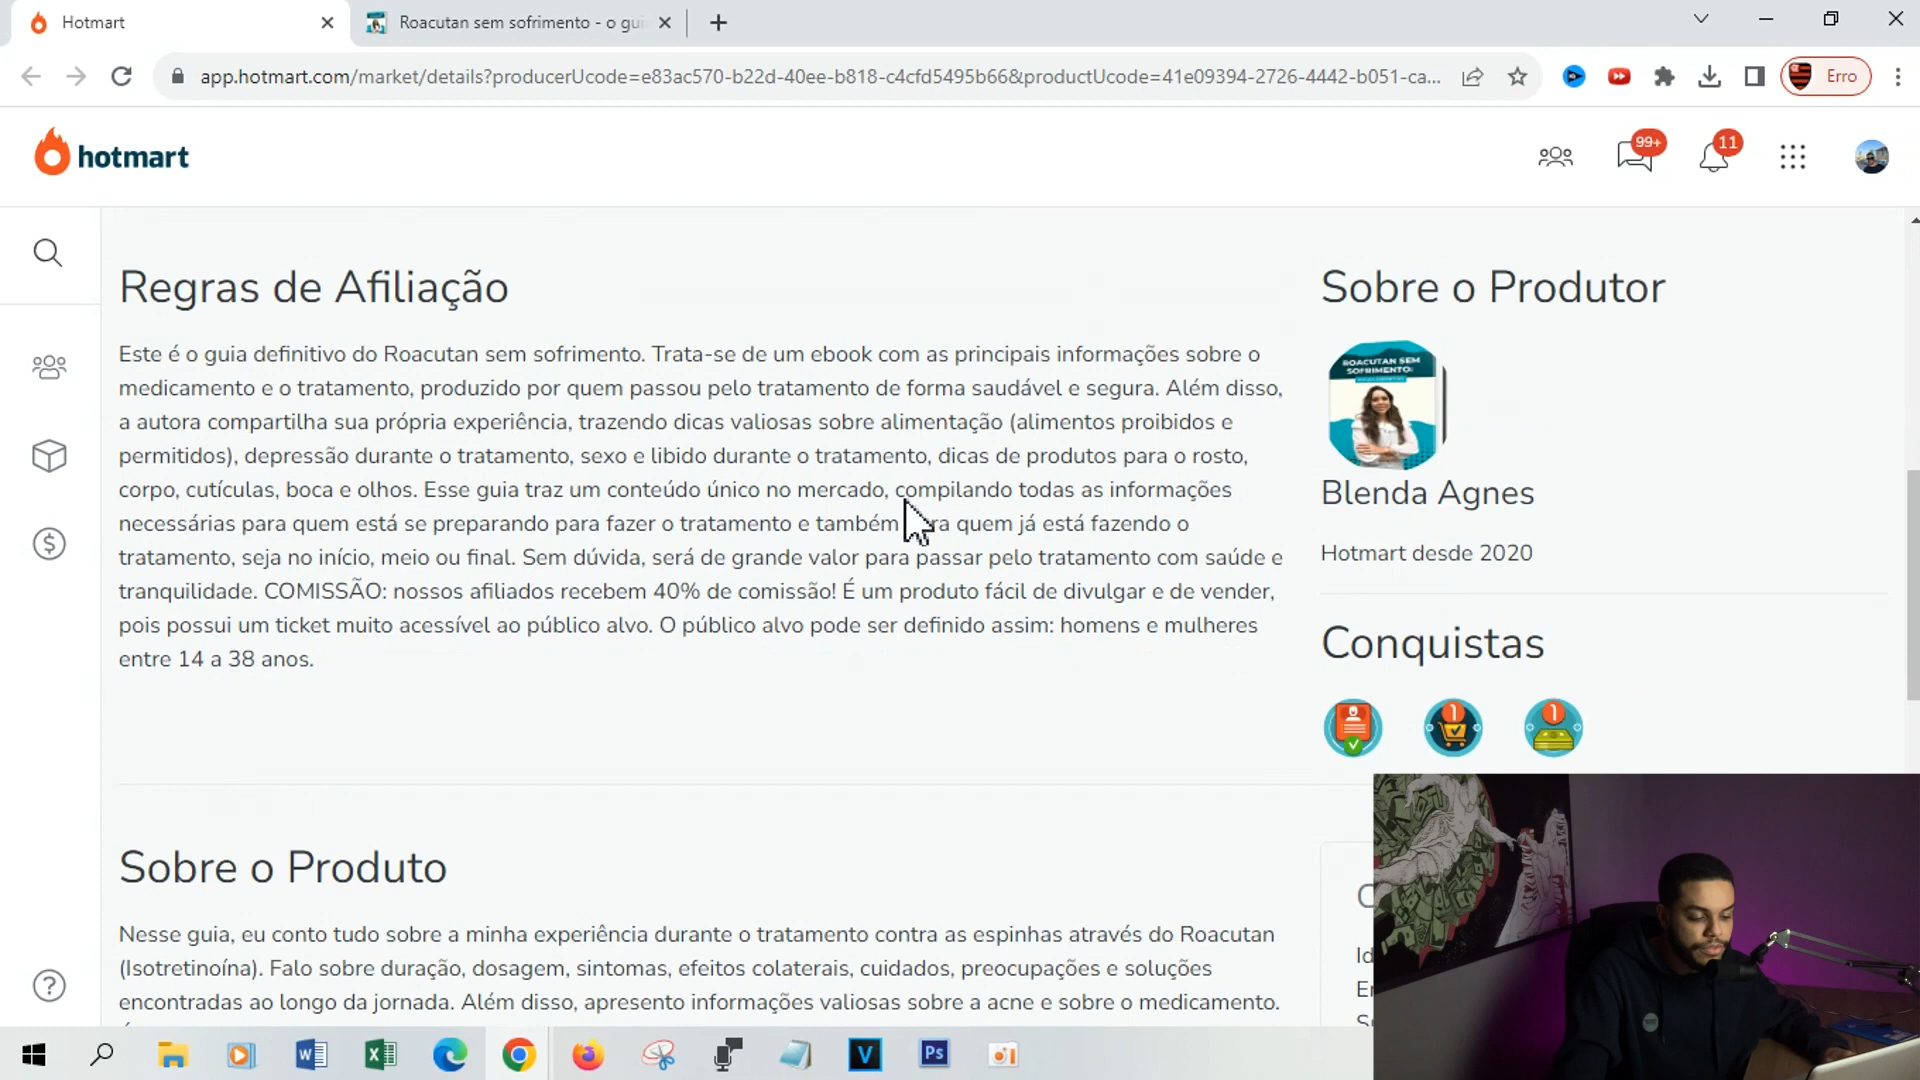 Hotmart
Roacutan sem sofrimento - o gui
app.hotmart.com/market/details?producerUcode=e83ac570-b22d-40ee-b818-c4cfd5495b66&productUcode=41e09394-2726-4442-b051-ca...
Erro
hotmart
99+
11
Regras de Afiliação
Este é o guia definitivo do Roacutan sem sofrimento. Trata-se de um ebook com as principais informações sobre o
medicamento e o tratamento, produzido por quem passou pelo tratamento de forma saudável e segura. Além disso,
a autora compartilha sua própria experiência, trazendo dicas valiosas sobre alimentação (alimentos proibidos e
permitidos), depressão durante o tratamento, sexo e libido durante o tratamento, dicas de produtos para o rosto,
corpo, cutículas, boca e olhos. Esse guia traz um conteúdo único no mercado, compilando todas as informações
necessárias para quem está se preparando para fazer o tratamento e também para quem já está fazendo o
tratamento, seja no início, meio ou final. Sem dúvida, será de grande valor para passar pelo tratamento com saúde e
tranquilidade. COMISSÃO: nossos afiliados recebem 40% de comissão! É um produto fácil de divulgar e de vender,
pois possui um ticket muito acessível ao público alvo. O público alvo pode ser definido assim: homens e mulheres
entre 14 a 38 anos.
Sobre o Produtor
ROACUTAN SEM
SOFRIMENTO:
Blenda Agnes
Hotmart desde 2020
Conquistas
1
1
Sobre o Produto
Nesse guia, eu conto tudo sobre a minha experiência durante o tratamento contra as espinhas através do Roacutan
(Isotretinoína). Falo sobre duração, dosagem, sintomas, efeitos colaterais, cuidados, preocupações e soluções
encontradas ao longo da jornada. Além disso, apresento informações valiosas sobre a acne e sobre o medicamento.